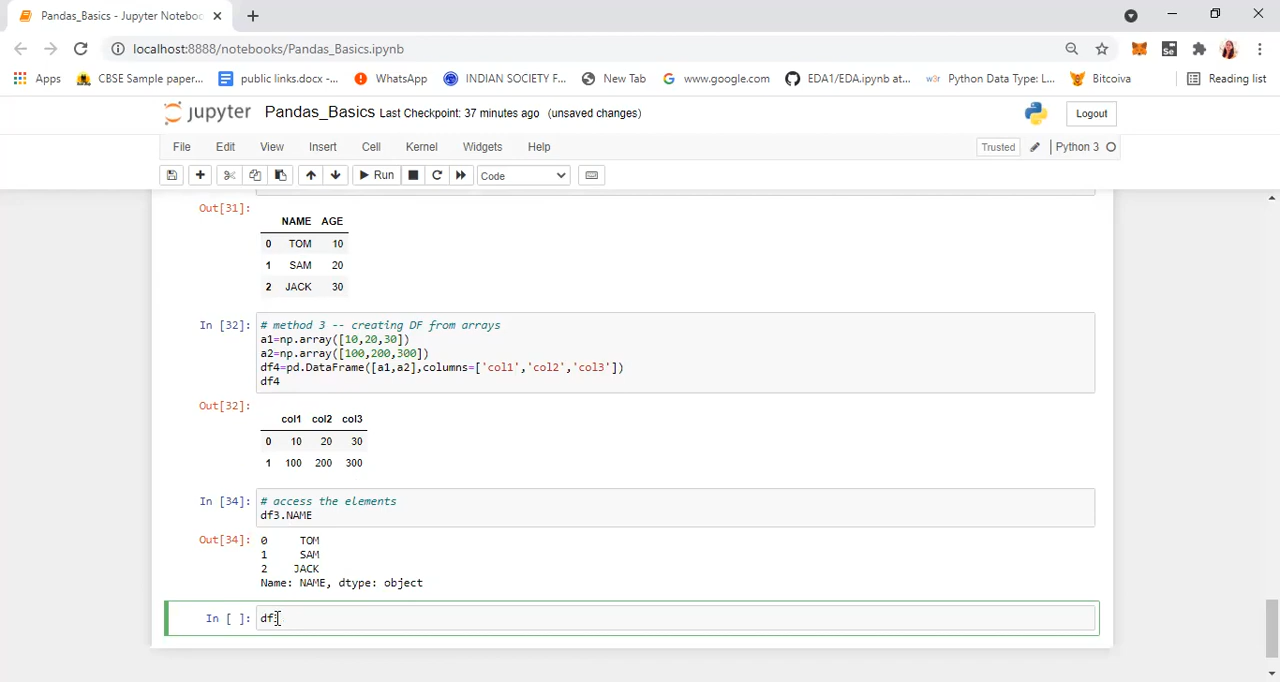 Pandas_Basics - Jupyter Noteboo
localhost:8888/notebooks/Pandas_Basics.ipynb
Apps CBSE Sample paper... public links.docx -... WhatsApp INDIAN SOCIETY F... New Tab www.google.com EDA1/EDA.ipynb at... Python Data Type: L... Bitcoiva Reading list
jupyter Pandas_Basics Last Checkpoint: 37 minutes ago (unsaved changes) Logout
File Edit View Insert Cell Kernel Widgets Help Trusted Python 3
Run Code
Out[31]:
NAME AGE
0 TOM 10
1 SAM 20
2 JACK 30
In [32]: # method 3 -- creating DF from arrays
a1=np.array([10,20,30])
a2=np.array([100,200,300])
df4=pd.DataFrame([a1,a2],columns=['col1','col2','col3'])
df4
Out[32]:
col1 col2 col3
0 10 20 30
1 100 200 300
In [34]: # access the elements
df3.NAME
Out[34]: 0 TOM
1 SAM
2 JACK
Name: NAME, dtype: object
In [ ]: df